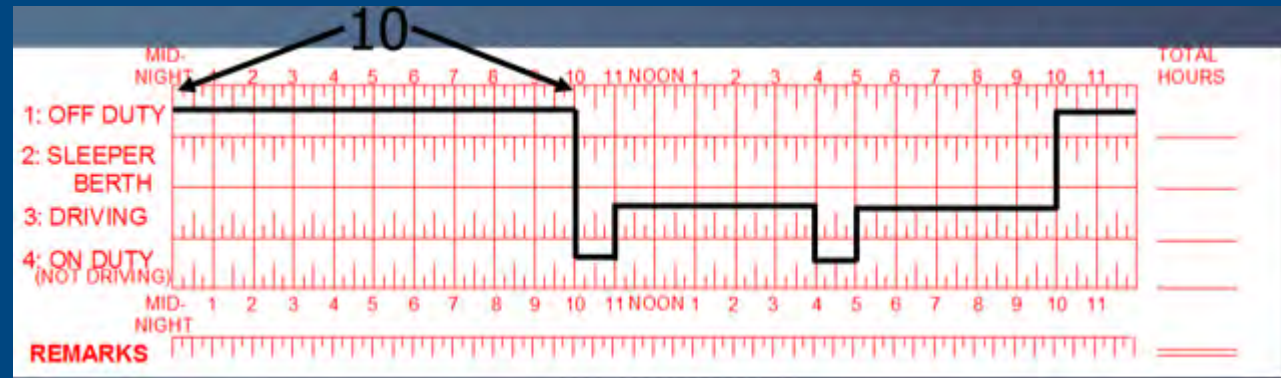 10
MID-
NIGHT 1 2 3 4 5 6 7 8 9 10 11 NOON 1 2 3 4 5 6 7 8 9 10 11
TOTAL
HOURS
1: OFF DUTY
2: SLEEPER
BERTH
3: DRIVING
4: ON DUTY
(NOT DRIVING)
MID-
NIGHT 1 2 3 4 5 6 7 8 9 10 11 NOON 1 2 3 4 5 6 7 8 9 10 11
REMARKS